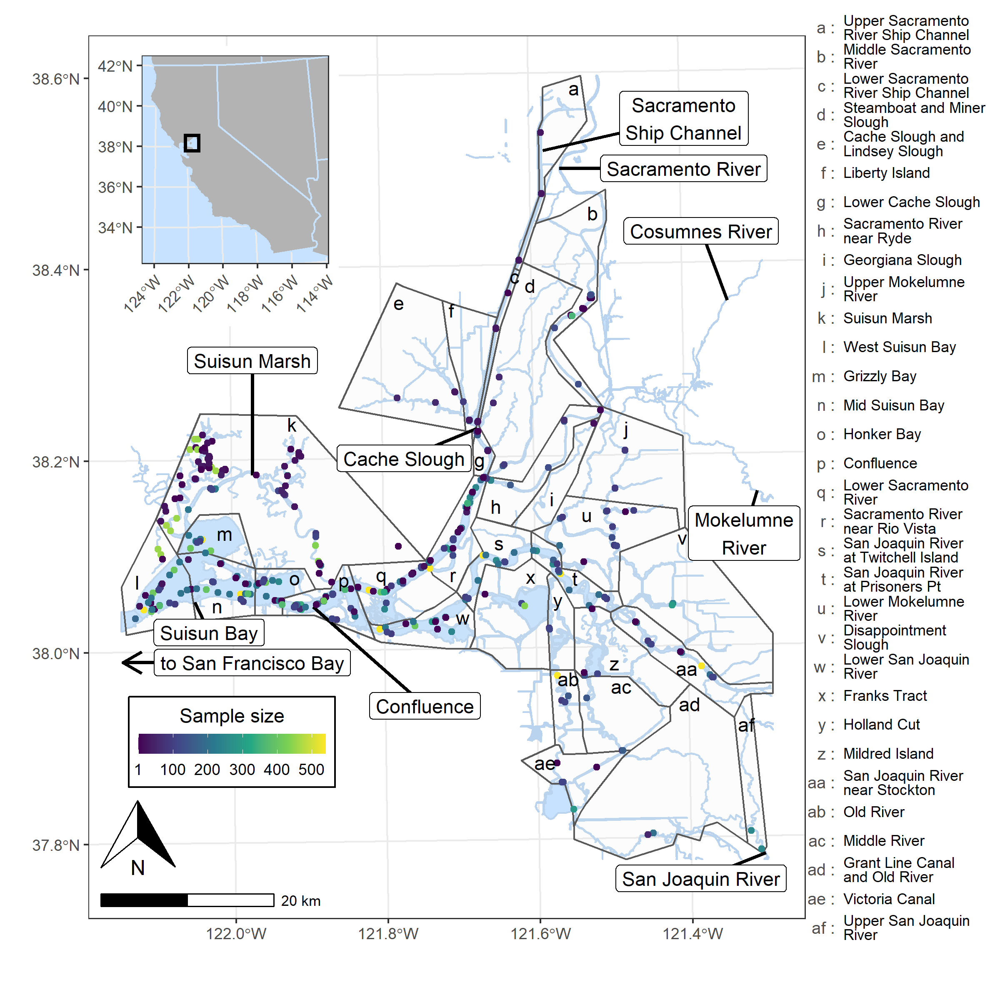 38.6°N
38.4°N
38.2°N
38.0°N
37.8°N
122.0°W
121.8°W
121.6°W
121.4°W
42°N
40°N
38°N
36°N
34°N
124°W
122°W
120°W
118°W
116°W
114°W
Sacramento
Ship Channel
Sacramento River
Cosumnes River
Suisun Marsh
Cache Slough
Mokelumne
River
Suisun Bay
to San Francisco Bay
Confluence
San Joaquin River
a
b
c
d
e
f
g
h
i
j
k
l
m
n
o
p
q
r
s
t
u
v
w
x
y
z
aa
ab
ac
ad
ae
af
Sample size
1 100 200 300 400 500
N
20 km
a : Upper Sacramento
River Ship Channel
b : Middle Sacramento
River
c : Lower Sacramento
River Ship Channel
d : Steamboat and Miner
Slough
e : Cache Slough and
Lindsey Slough
f : Liberty Island
g : Lower Cache Slough
h : Sacramento River
near Ryde
i : Georgiana Slough
j : Upper Mokelumne
River
k : Suisun Marsh
l : West Suisun Bay
m : Grizzly Bay
n : Mid Suisun Bay
o : Honker Bay
p : Confluence
q : Lower Sacramento
River
r : Sacramento River
near Rio Vista
s : San Joaquin River
at Twitchell Island
t : San Joaquin River
at Prisoners Pt
u : Lower Mokelumne
River
v : Disappointment
Slough
w : Lower San Joaquin
River
x : Franks Tract
y : Holland Cut
z : Mildred Island
aa : San Joaquin River
near Stockton
ab : Old River
ac : Middle River
ad : Grant Line Canal
and Old River
ae : Victoria Canal
af : Upper San Joaquin
River